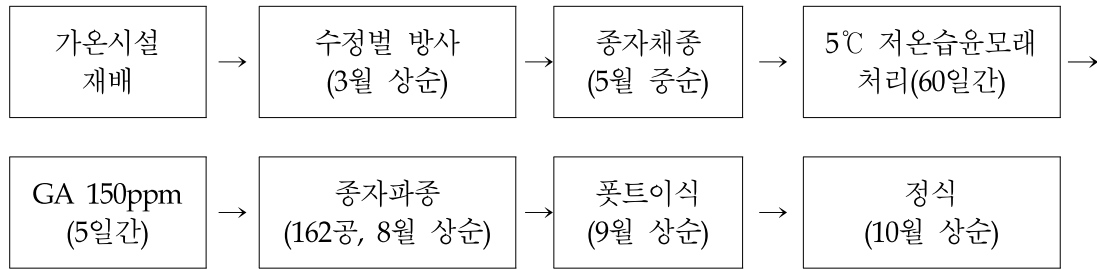 가온시설
재배
→
수정벌 방사
(3월 상순)
→
종자채종
(5월 중순)
→
5℃ 저온습윤모래
처리(60일간)
→
GA 150ppm
(5일간)
→
종자파종
(162공, 8월 상순)
→
폿트이식
(9월 상순)
→
정식
(10월 상순)